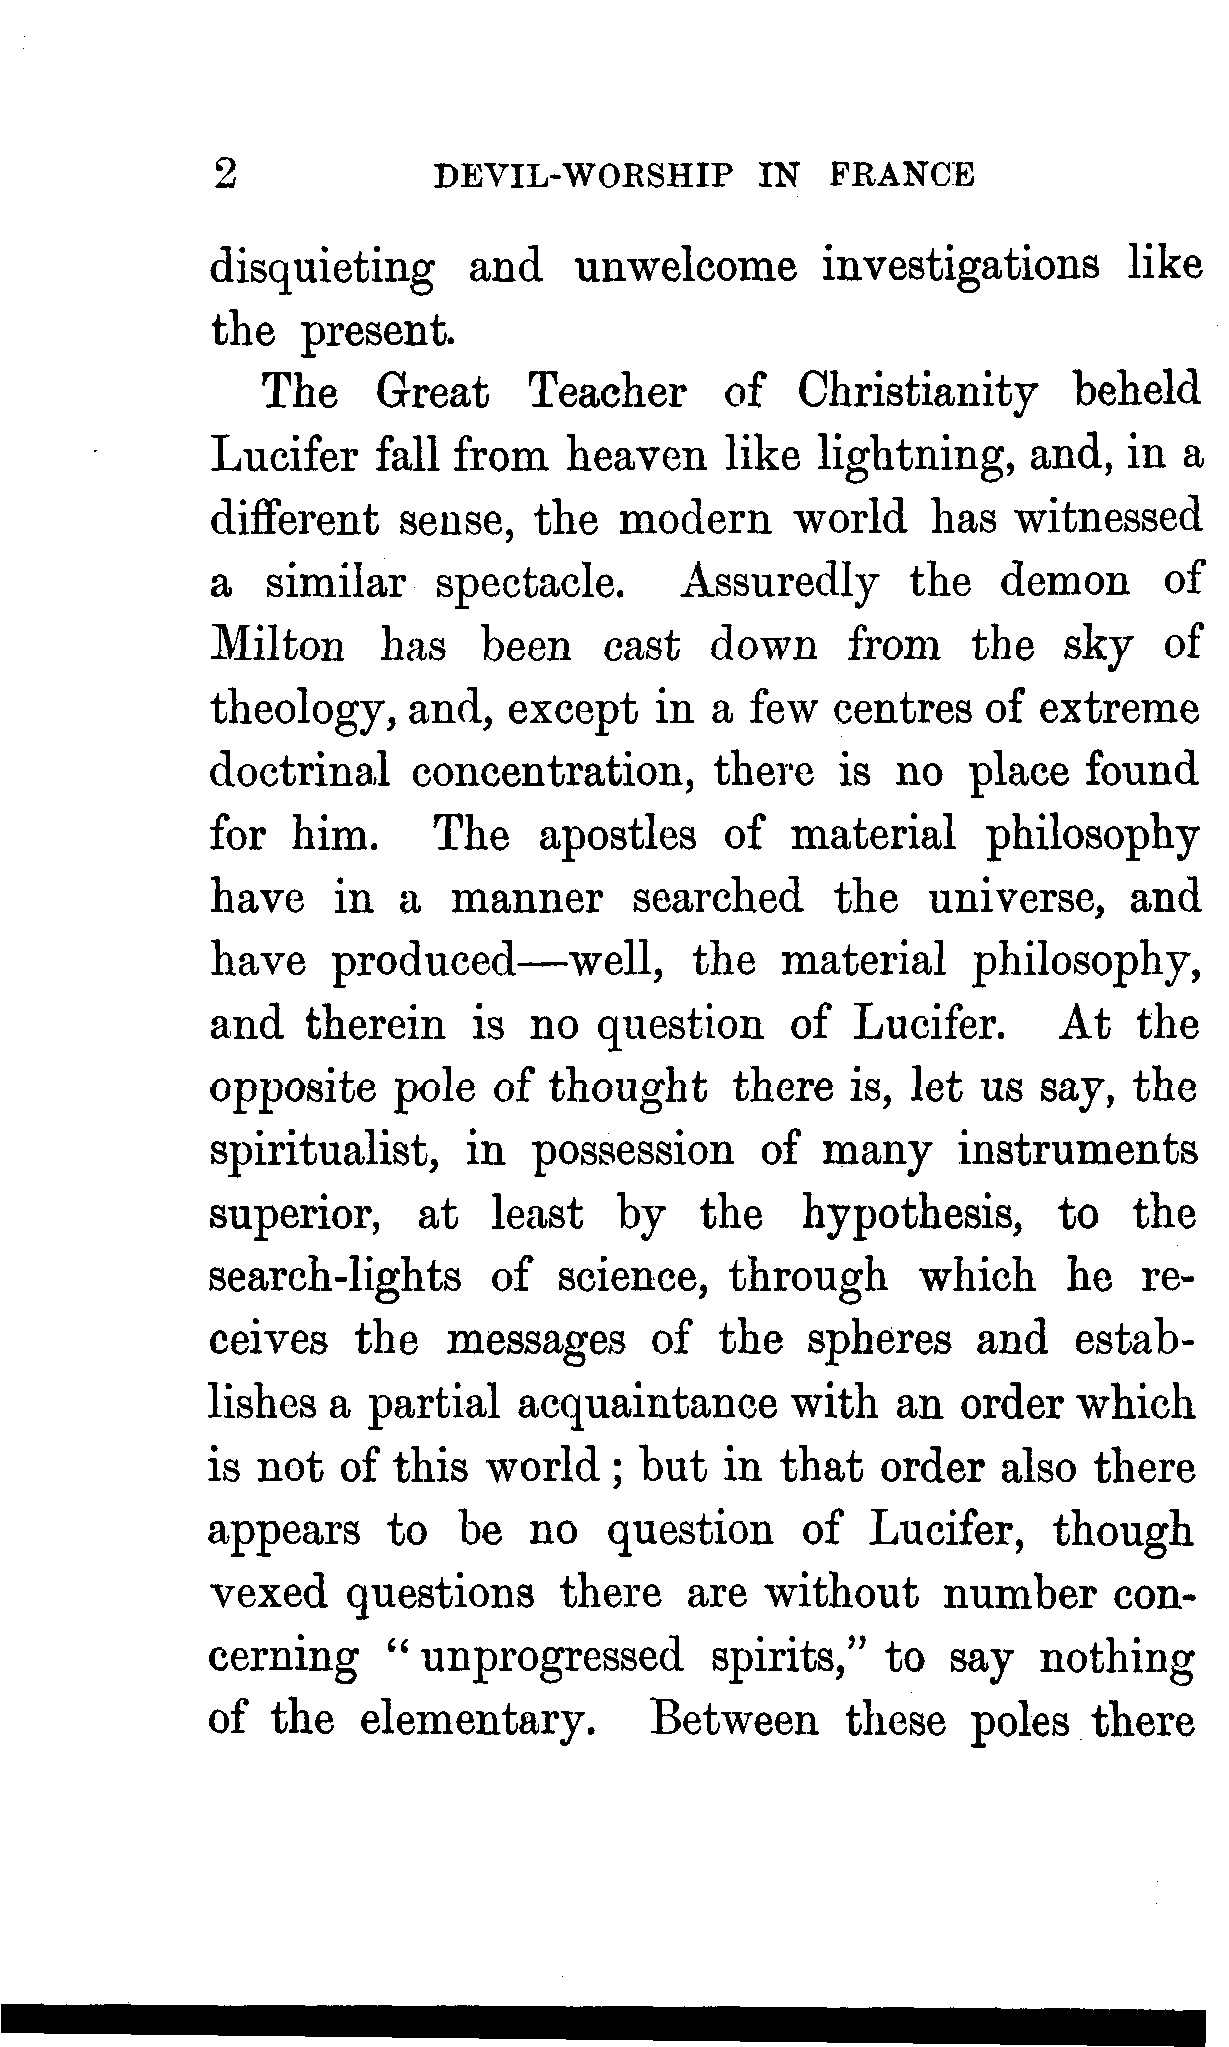 2 DEVIL-WORSHIP IN FRANCE
disquieting and unwelcome investigations like
the present.
The Great Teacher of Christianity beheld
Lucifer fall from heaven like lightning, and, in a
different sense, the modern world has witnessed
a similar spectacle. Assuredly the demon of
Milton has been cast down from the sky of
theology, and, except in a few centres of extreme
doctrinal concentration, there is no place found
for him. The apostles of material philosophy
have in a manner searched the universe, and
have produced—well, the material philosophy,
and therein is no question of Lucifer. At the
opposite pole of thought there is, let us say, the
spiritualist, in possession of many instruments
superior, at least by the hypothesis, to the
search-lights of science, through which he re-
ceives the messages of the spheres and estab-
lishes a partial acquaintance with an order which
is not of this world ; but in that order also there
appears to be no question of Lucifer, though
vexed questions there are without number con-
cerning “ unprogressed spirits,” to say nothing
of the elementary. Between these poles there